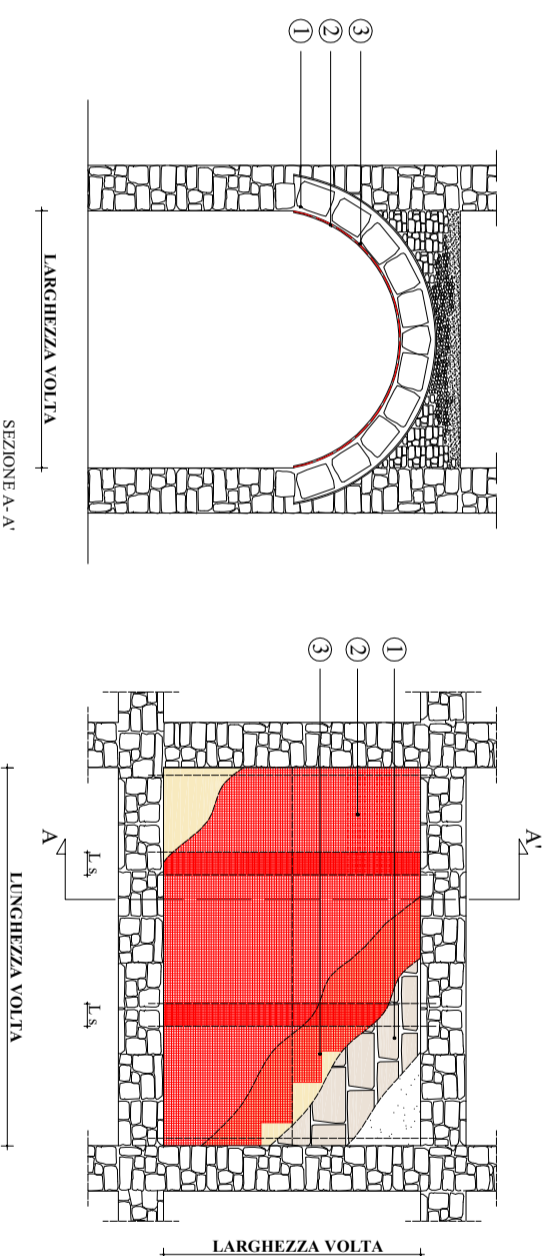 ① ② ③
LARGHEZZA VOLTA
SEZIONE A- A'
③ ② ①
A A'
Ls
Ls
LUNGHEZZA VOLTA
LARGHEZZA VOLTA